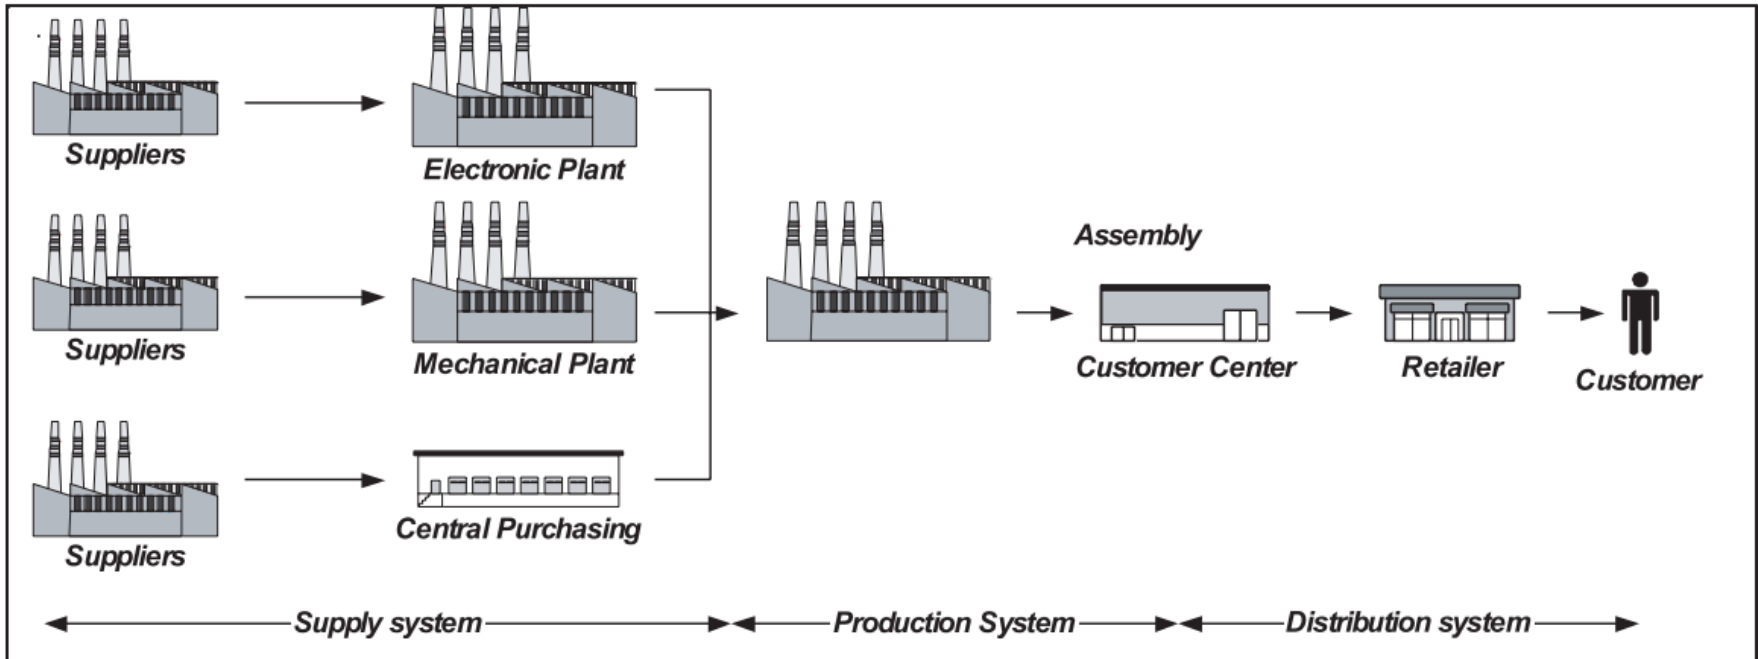 Suppliers
Electronic Plant
Suppliers
Mechanical Plant
Assembly
Customer Center
Retailer
Customer
Suppliers
Central Purchasing
Supply system
Production System
Distribution system